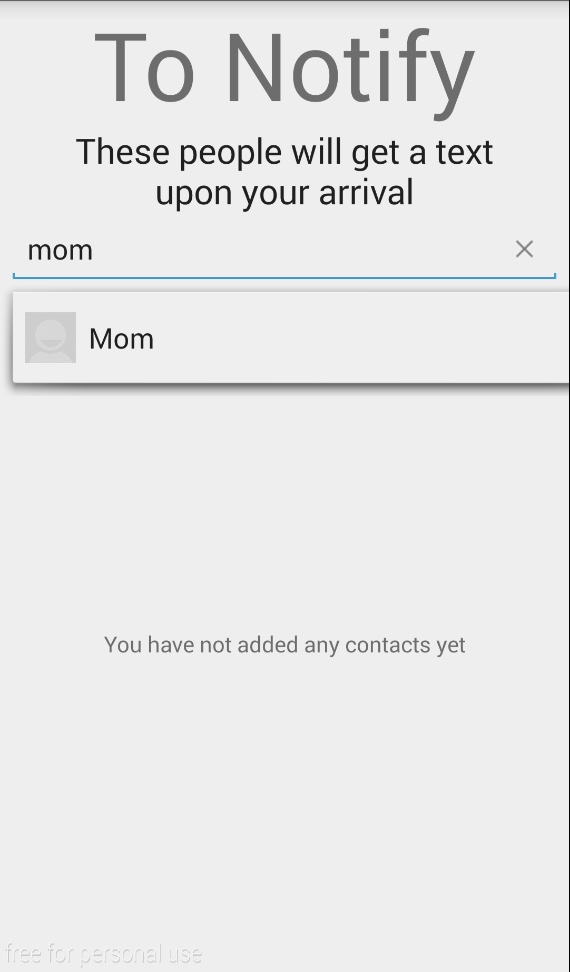 To Notify
These people will get a text
upon your arrival
mom
Mom
You have not added any contacts yet
free for personal use